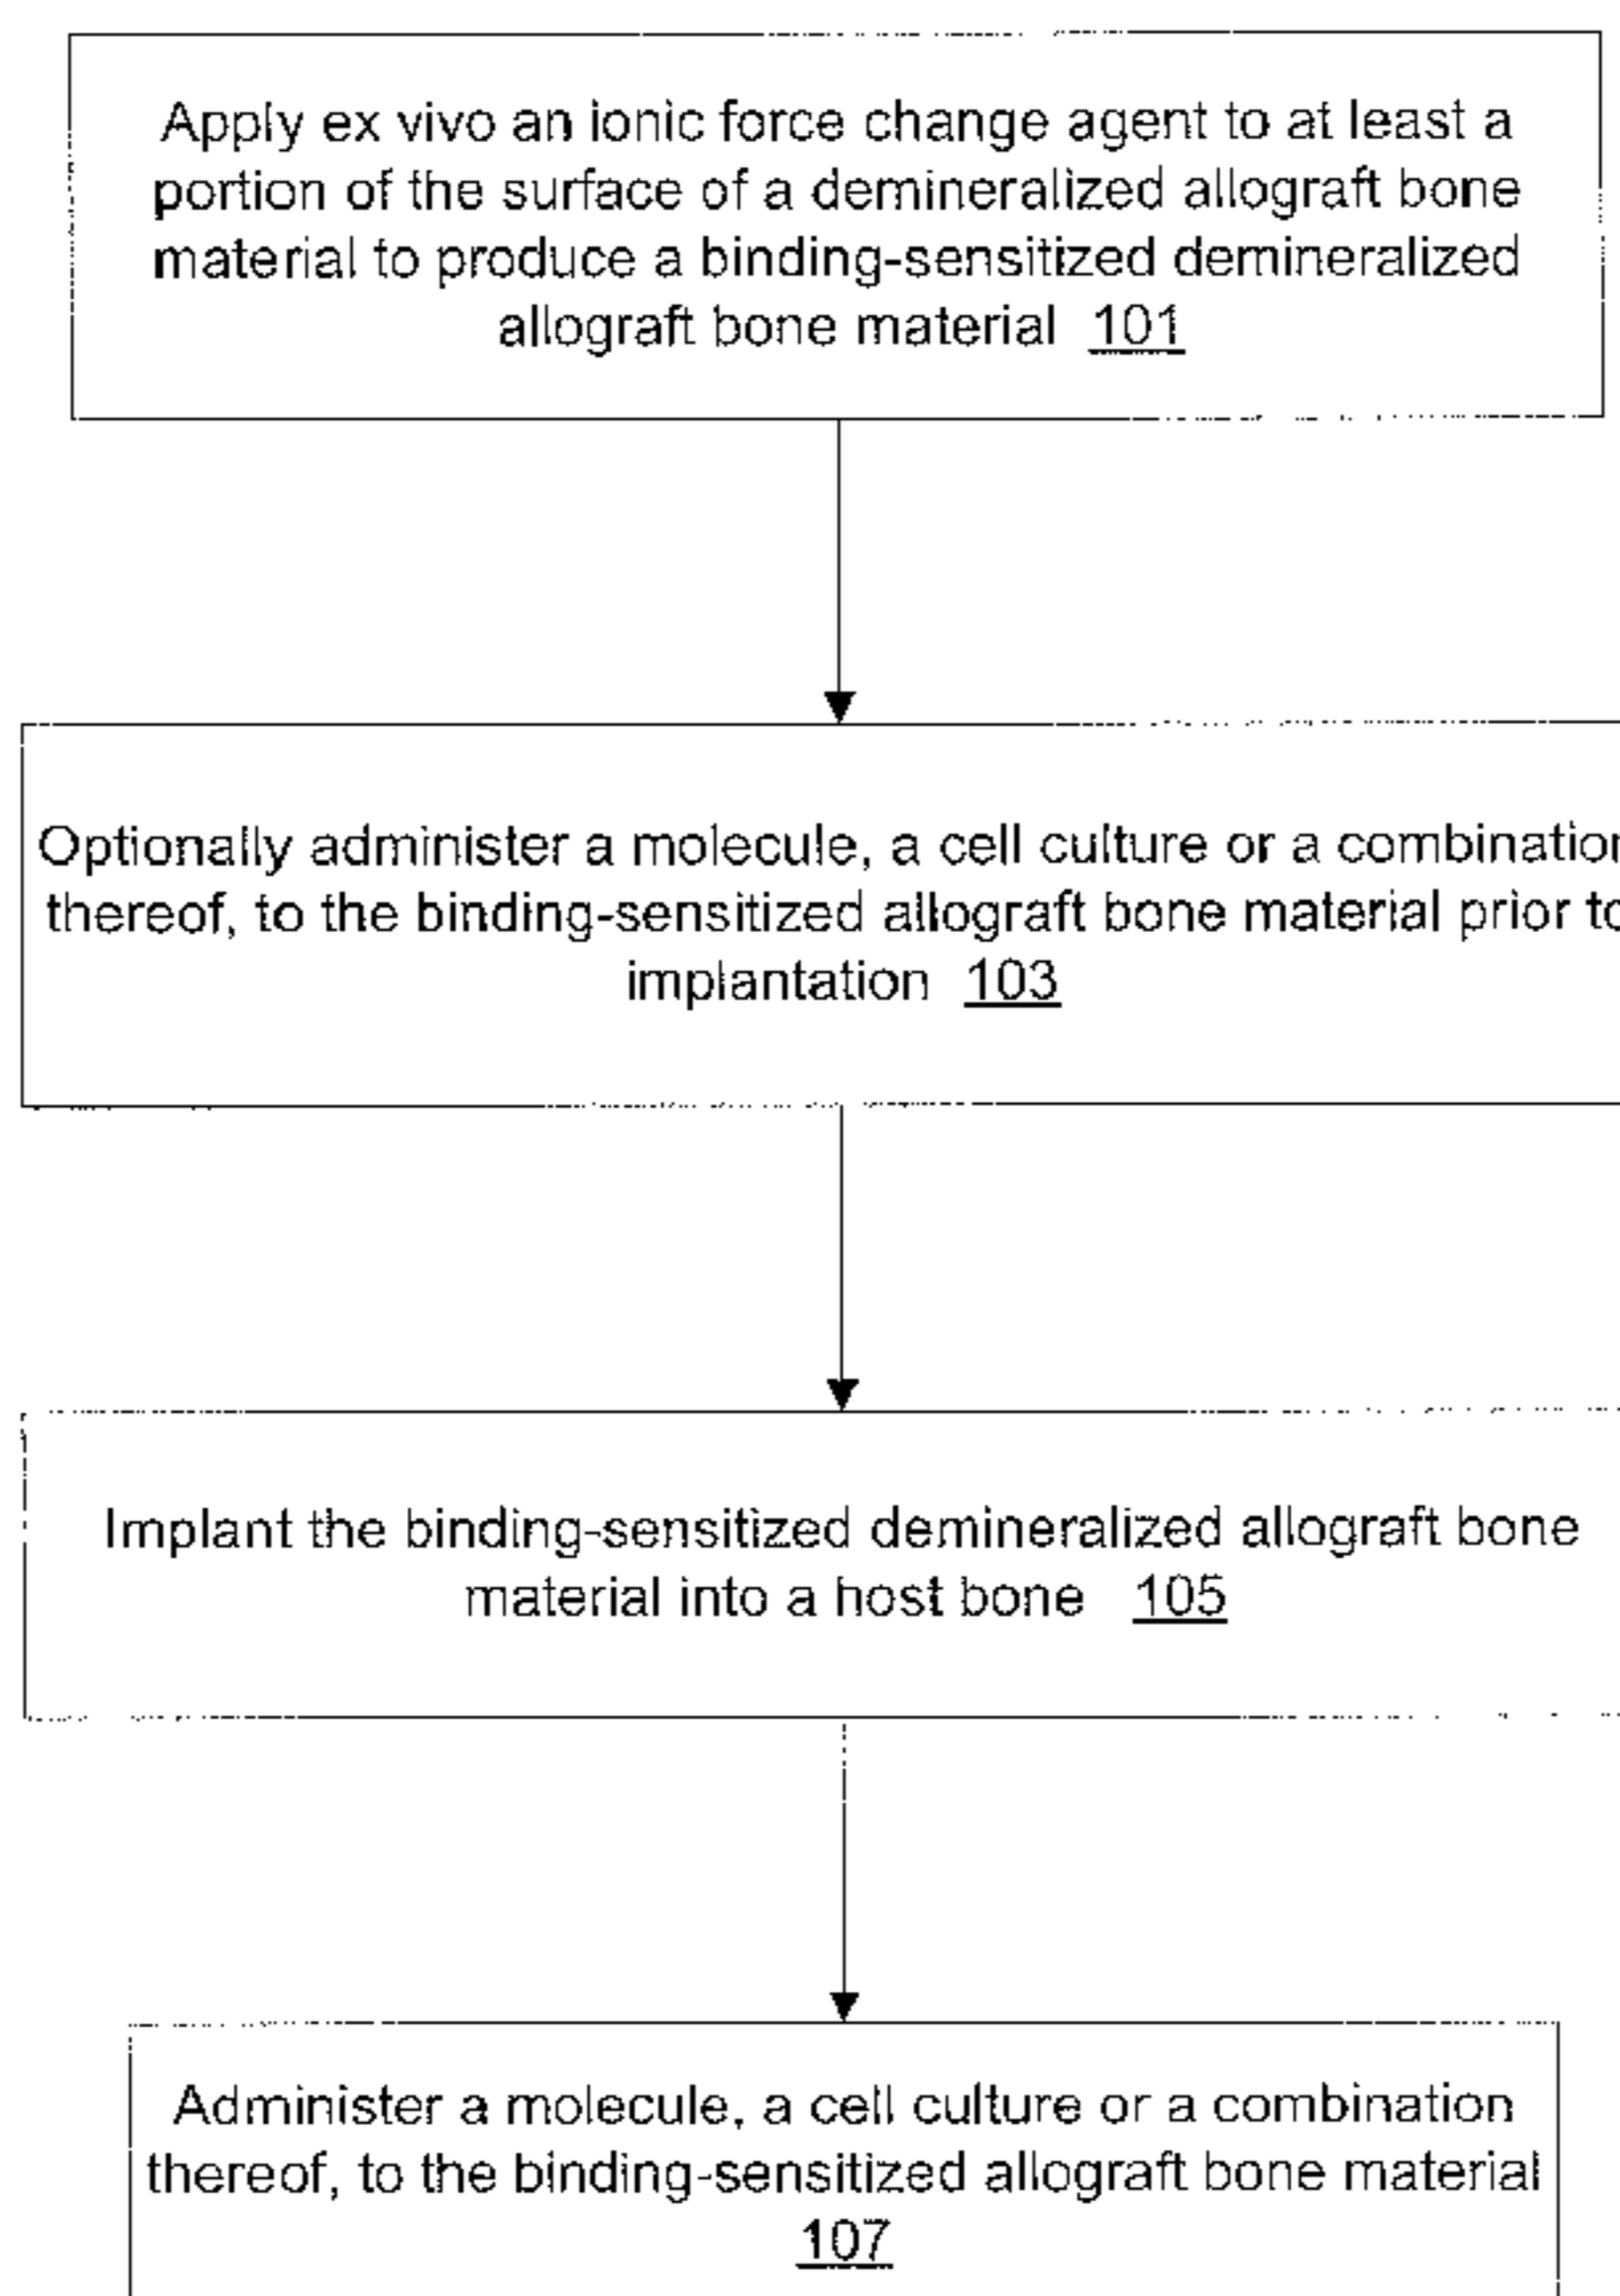 Apply ex vivo an ionic force change agent to at least a
portion of the surface of a demineralized allograft bone
material to produce a binding-sensitized demineralized
allograft bone material 101
Optionally administer a molecule, a cell culture or a combination
thereof, to the binding-sensitized allograft bone material prior to
implantation 103
Implant the binding-sensitized demineralized allograft bone
material into a host bone 105
Administer a molecule, a cell culture or a combination
thereof, to the binding-sensitized allograft bone material
107